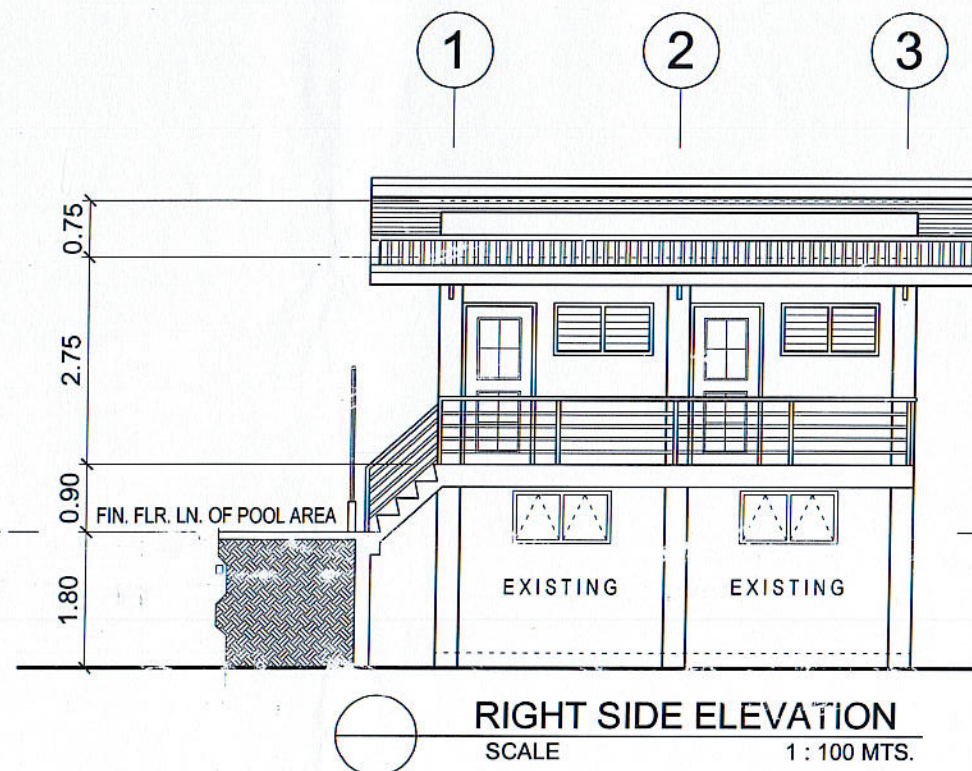 1 2 3
0.75
2.75
0.90
FIN. FLR. LN. OF POOL AREA
1.80
EXISTING EXISTING
RIGHT SIDE ELEVATION
SCALE 1 : 100 MTS.